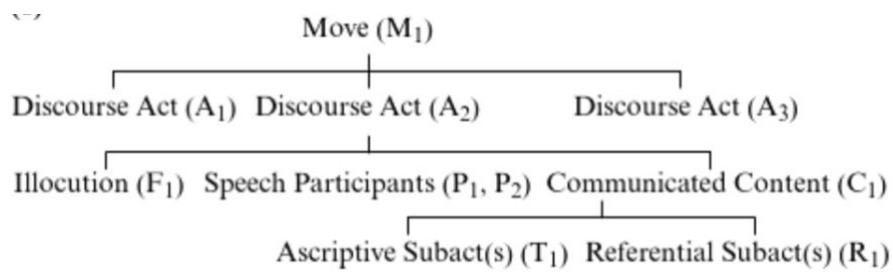 Move (M₁)
Discourse Act (A₁) Discourse Act (A₂) Discourse Act (A₃)
Illocution (F₁) Speech Participants (P₁, P₂) Communicated Content (C₁)
Ascriptive Subact(s) (T₁) Referential Subact(s) (R₁)